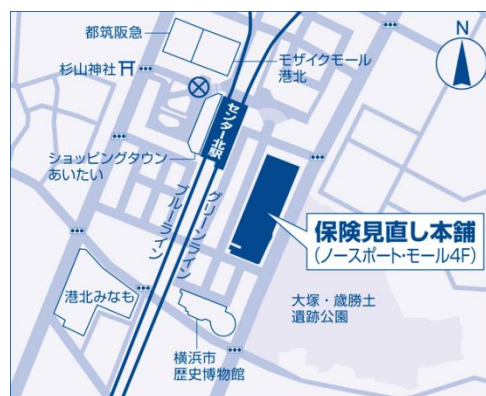 都筑阪急
杉山神社
モザイクモール
港北
N
センター北駅
ショッピングタウン
あいたい
ブルーライン
グリーンライン
保険見直し本舗
(ノースポート・モール4F)
港北みなも
大塚・歳勝土
遺跡公園
横浜市
歴史博物館